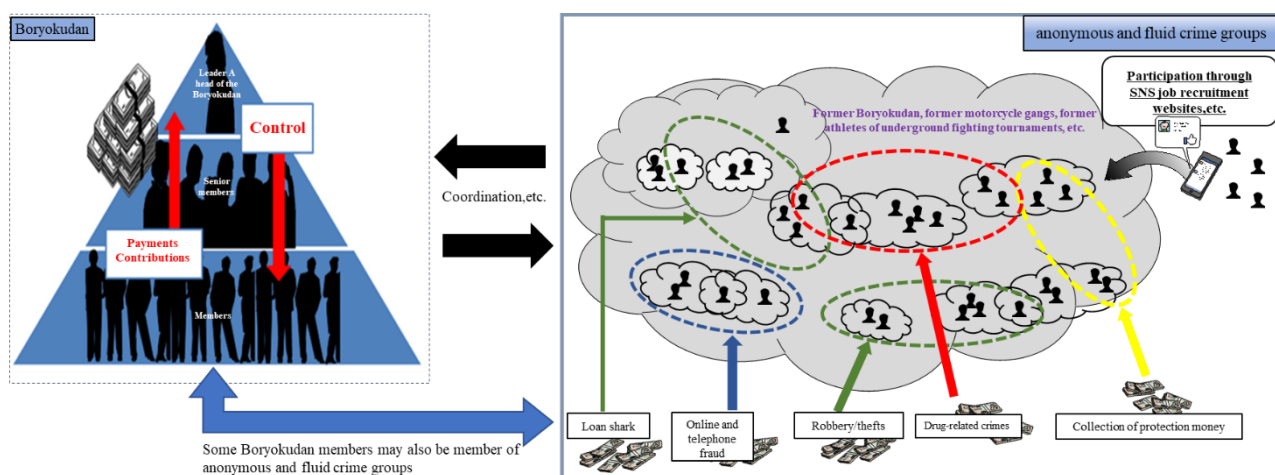 Boryokudan
Leader A
head of the
Boryokudan
Control
Senior
members
Payments
Contributions
Members
Coordination,etc.
Some Boryokudan members may also be member of
anonymous and fluid crime groups
anonymous and fluid crime groups
Participation through
SNS job recruitment
websites,etc.
Former Boryokudan, former motorcycle gangs, former
athletes of underground fighting tournaments, etc.
Loan shark
Online and
telephone
fraud
Robbery/thefts
Drug-related crimes
Collection of protection money